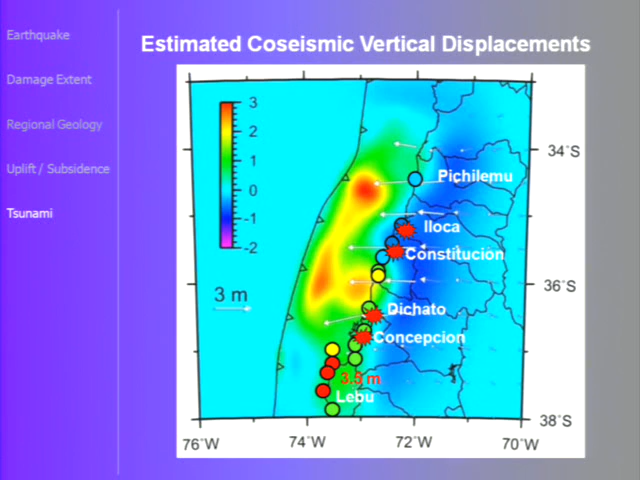 Estimated Coseismic Vertical Displacements
Earthquake
Damage Extent
Regional Geology
Uplift / Subsidence
Tsunami
3
2
1
0
-1
-2
3 m
34°S
36°S
38°S
76°W
74°W
72°W
70°W
Pichilemu
Iloca
Constitución
Dichato
Concepcion
3.5 m
Lebu